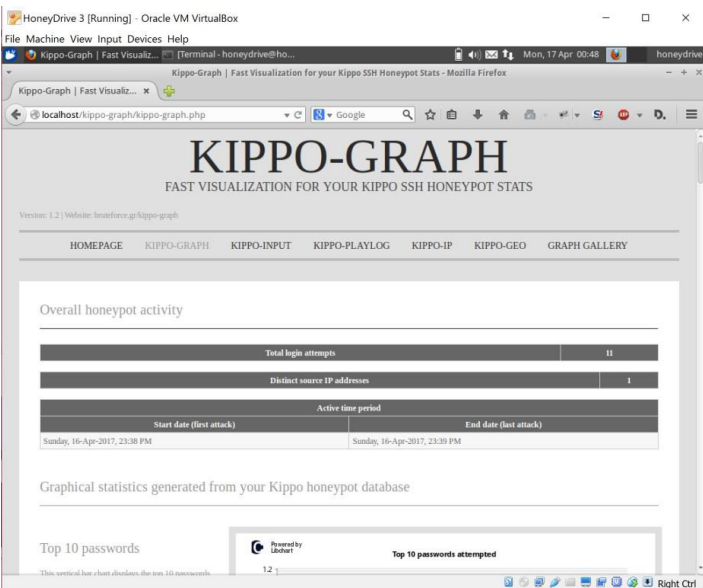 HoneyDrive 3 [Running] - Oracle VM VirtualBox
File Machine View Input Devices Help
Kippo-Graph | Fast Visualiz... [Terminal - honeydrive@ho... Mon, 17 Apr 00:48 honeydrive
Kippo-Graph | Fast Visualization for your Kippo SSH Honeypot Stats - Mozilla Firefox
Kippo-Graph | Fast Visualiz...
localhost/kippo-graph/kippo-graph.php Google
KIPPO-GRAPH
FAST VISUALIZATION FOR YOUR KIPPO SSH HONEYPOT STATS
Version: 1.2 | Website: bruteforce.gr/kippo-graph
HOMEPAGE KIPPO-GRAPH KIPPO-INPUT KIPPO-PLAYLOG KIPPO-IP KIPPO-GEO GRAPH GALLERY
Overall honeypot activity
Total login attempts 11
Distinct source IP addresses 1
Active time period
Start date (first attack) End date (last attack)
Sunday, 16-Apr-2017, 23:38 PM Sunday, 16-Apr-2017, 23:39 PM
Graphical statistics generated from your Kippo honeypot database
Top 10 passwords
Powered by
Libchart
Top 10 passwords attempted
This vertical bar chart displays the top 10 passwords
12
Right Ctrl